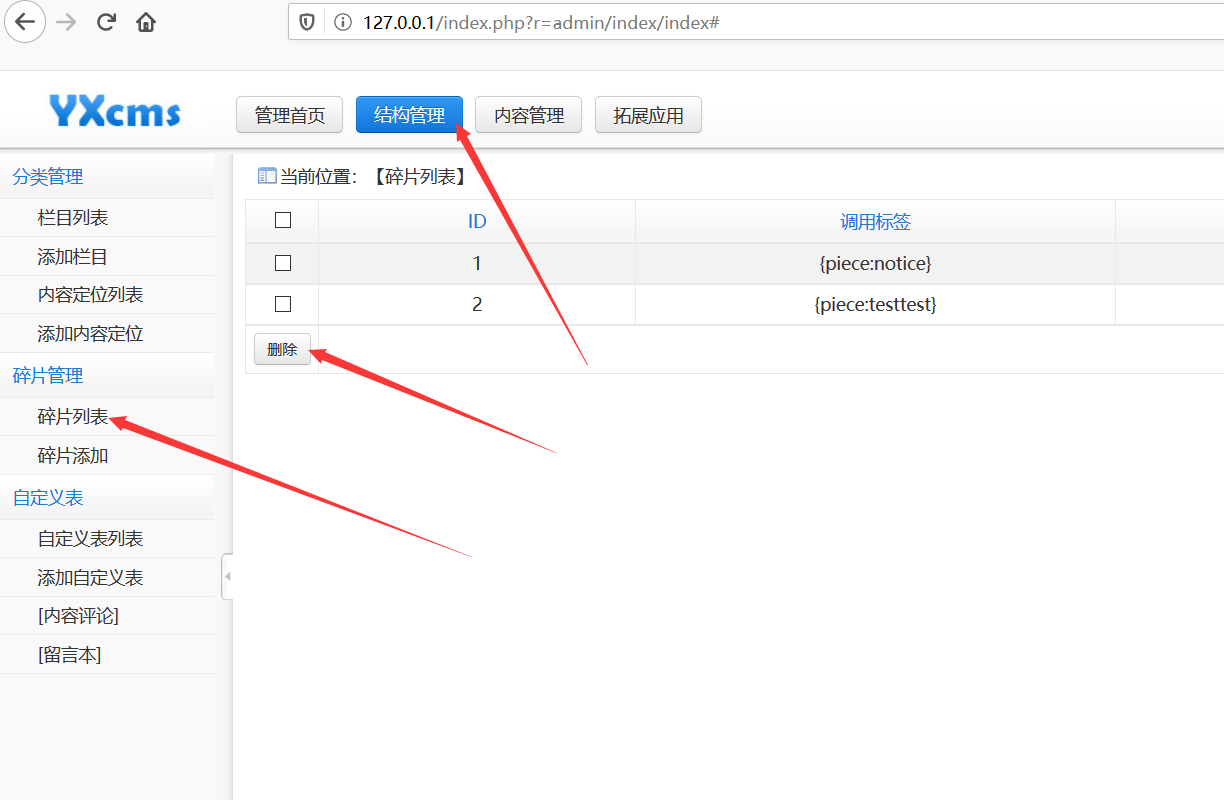 127.0.0.1/index.php?r=admin/index/index#
YXcms
管理首页 结构管理 内容管理 拓展应用
分类管理
栏目列表
添加栏目
内容定位列表
添加内容定位
碎片管理
碎片列表
碎片添加
自定义表
自定义表列表
添加自定义表
[内容评论]
[留言本]
当前位置：【碎片列表】
ID 调用标签
1 {piece:notice}
2 {piece:testtest}
删除